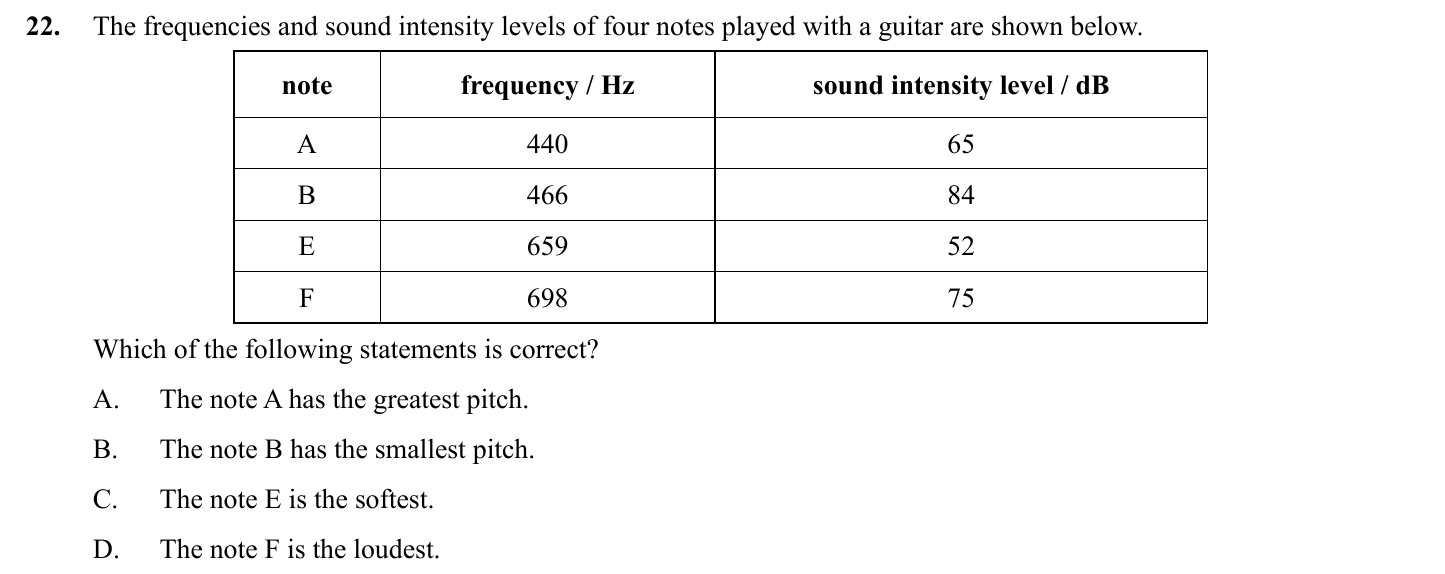 22. The frequencies and sound intensity levels of four notes played with a guitar are shown below.
note frequency / Hz sound intensity level / dB
A 440 65
B 466 84
E 659 52
F 698 75
Which of the following statements is correct?
A. The note A has the greatest pitch.
B. The note B has the smallest pitch.
C. The note E is the softest.
D. The note F is the loudest.